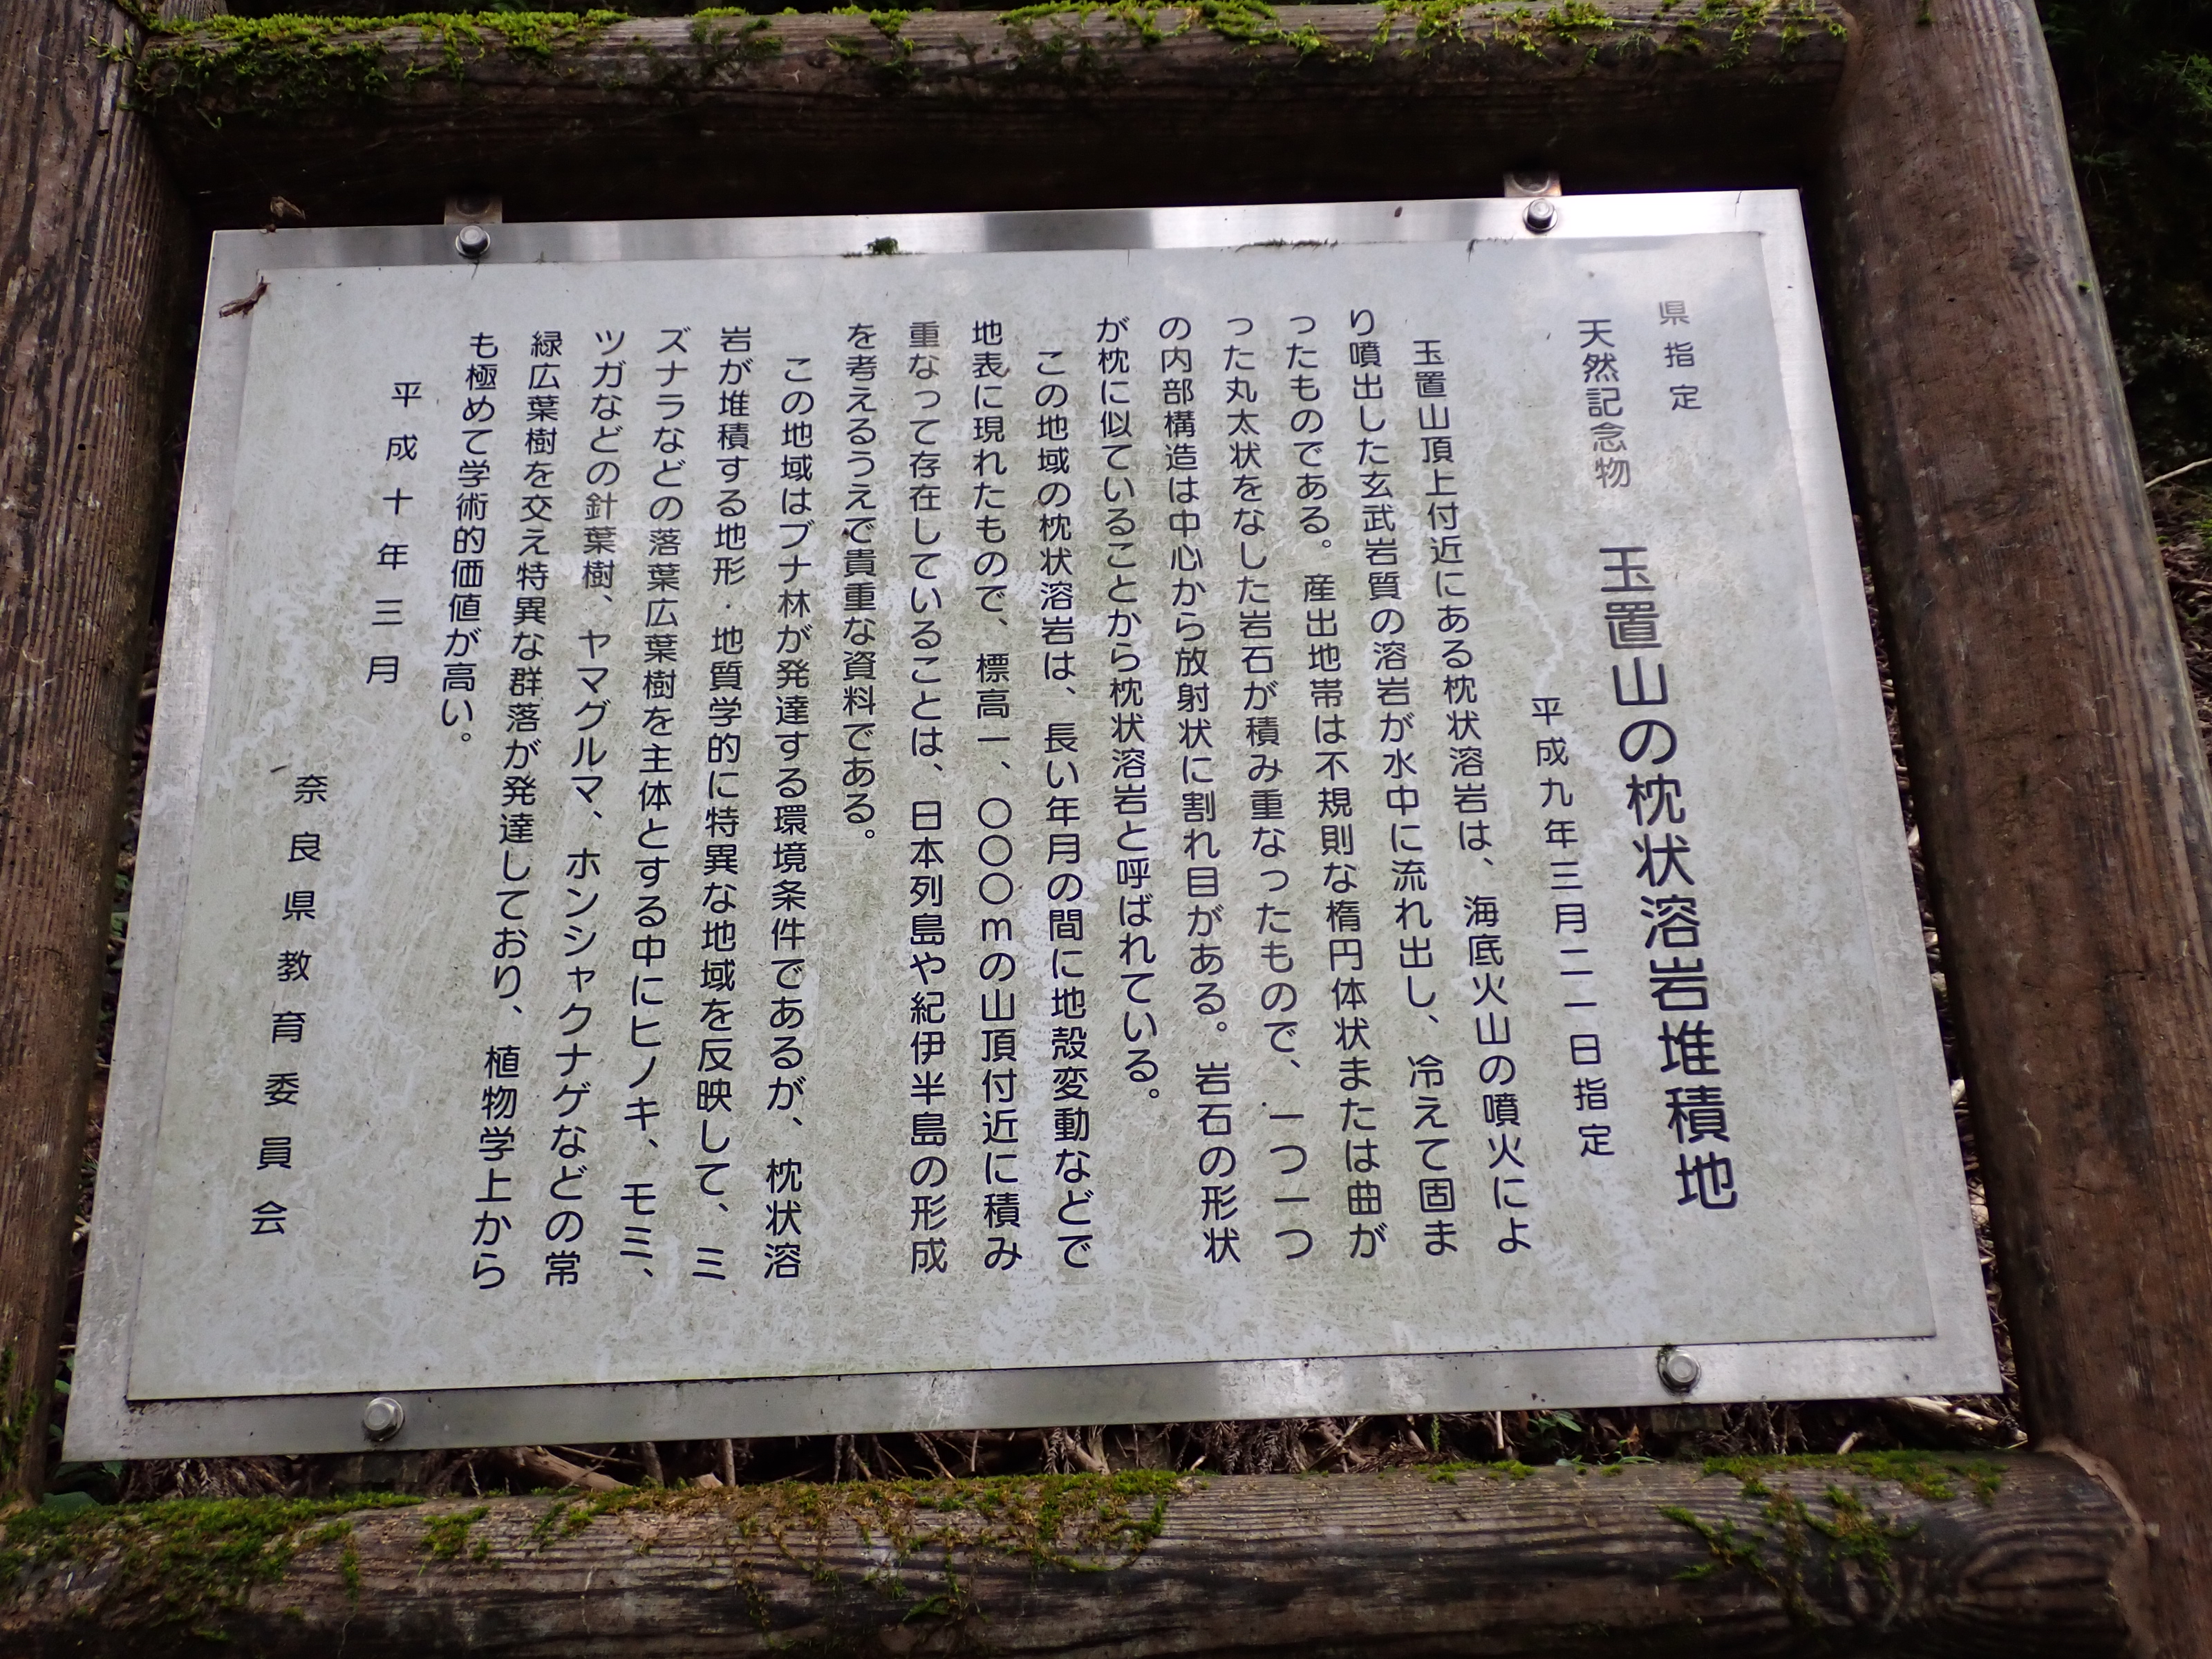 県指定
天然記念物　玉置山の枕状溶岩堆積地
平成九年三月二一日指定
玉置山頂上付近にある枕状溶岩は、海底火山の噴火によ
り噴出した玄武岩質の溶岩が水中に流れ出し、冷えて固ま
ったものである。産出地帯は不規則な楕円体状または曲が
った丸太状をなした岩石が積み重なったもので、一つ一つ
の内部構造は中心から放射状に割れ目がある。岩石の形状
が枕に似ていることから枕状溶岩と呼ばれている。
この地域の枕状溶岩は、長い年月の間に地殻変動などで
地表に現れたもので、標高一、〇〇〇ｍの山頂付近に積み
重なって存在していることは、日本列島や紀伊半島の形成
を考えるうえで貴重な資料である。
この地域はブナ林が発達する環境条件であるが、枕状溶
岩が堆積する地形・地質学的に特異な地域を反映して、ミ
ズナラなどの落葉広葉樹を主体とする中にヒノキ、モミ、
ツガなどの針葉樹、ヤマグルマ、ホンシャクナゲなどの常
緑広葉樹を交え特異な群落が発達しており、植物学上から
も極めて学術的価値が高い。
平成十年三月
奈良県教育委員会